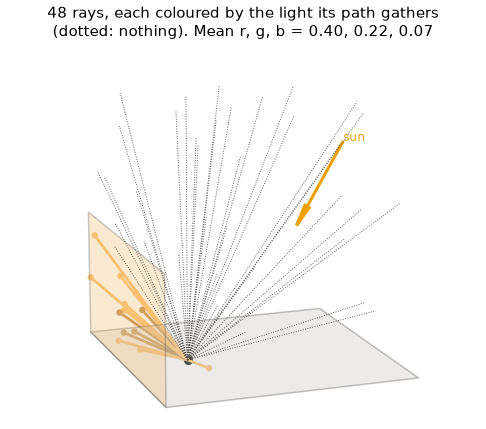 48 rays, each coloured by the light its path gathers
(dotted: nothing). Mean r, g, b = 0.40, 0.22, 0.07
sun